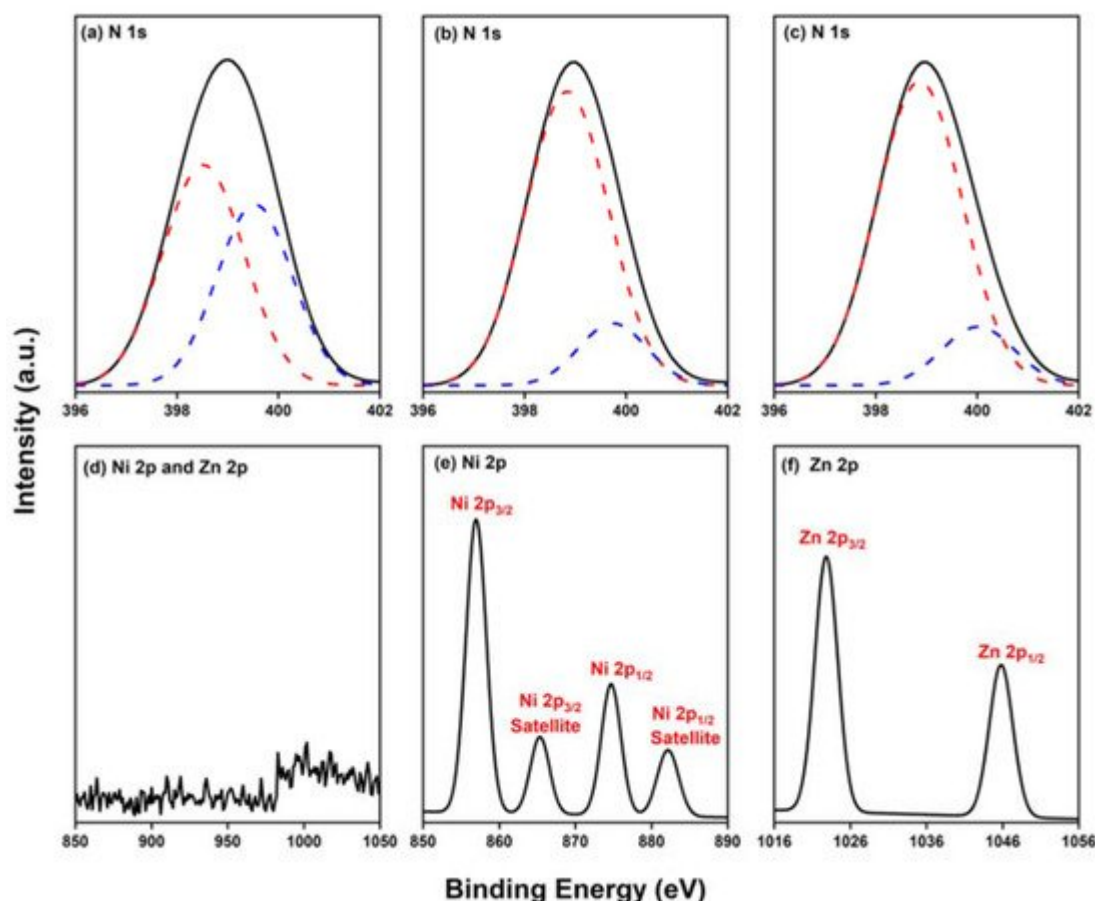 (a) N 1s
(b) N 1s
(c) N 1s
396 398 400 402
396 398 400 402
396 398 400 402
Intensity (a.u.)
(d) Ni 2p and Zn 2p
(e) Ni 2p
(f) Zn 2p
Ni 2p3/2
Ni 2p3/2
Satellite
Ni 2p1/2
Ni 2p1/2
Satellite
Zn 2p3/2
Zn 2p1/2
850 900 950 1000 1050
850 860 870 880 890
1016 1026 1036 1046 1056
Binding Energy (eV)